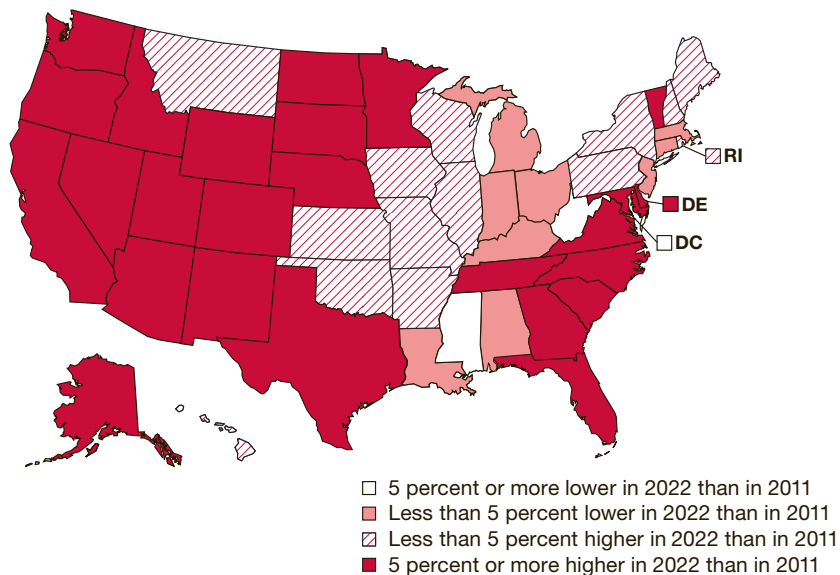 RI
DE
DC
5 percent or more lower in 2022 than in 2011
Less than 5 percent lower in 2022 than in 2011
Less than 5 percent higher in 2022 than in 2011
5 percent or more higher in 2022 than in 2011